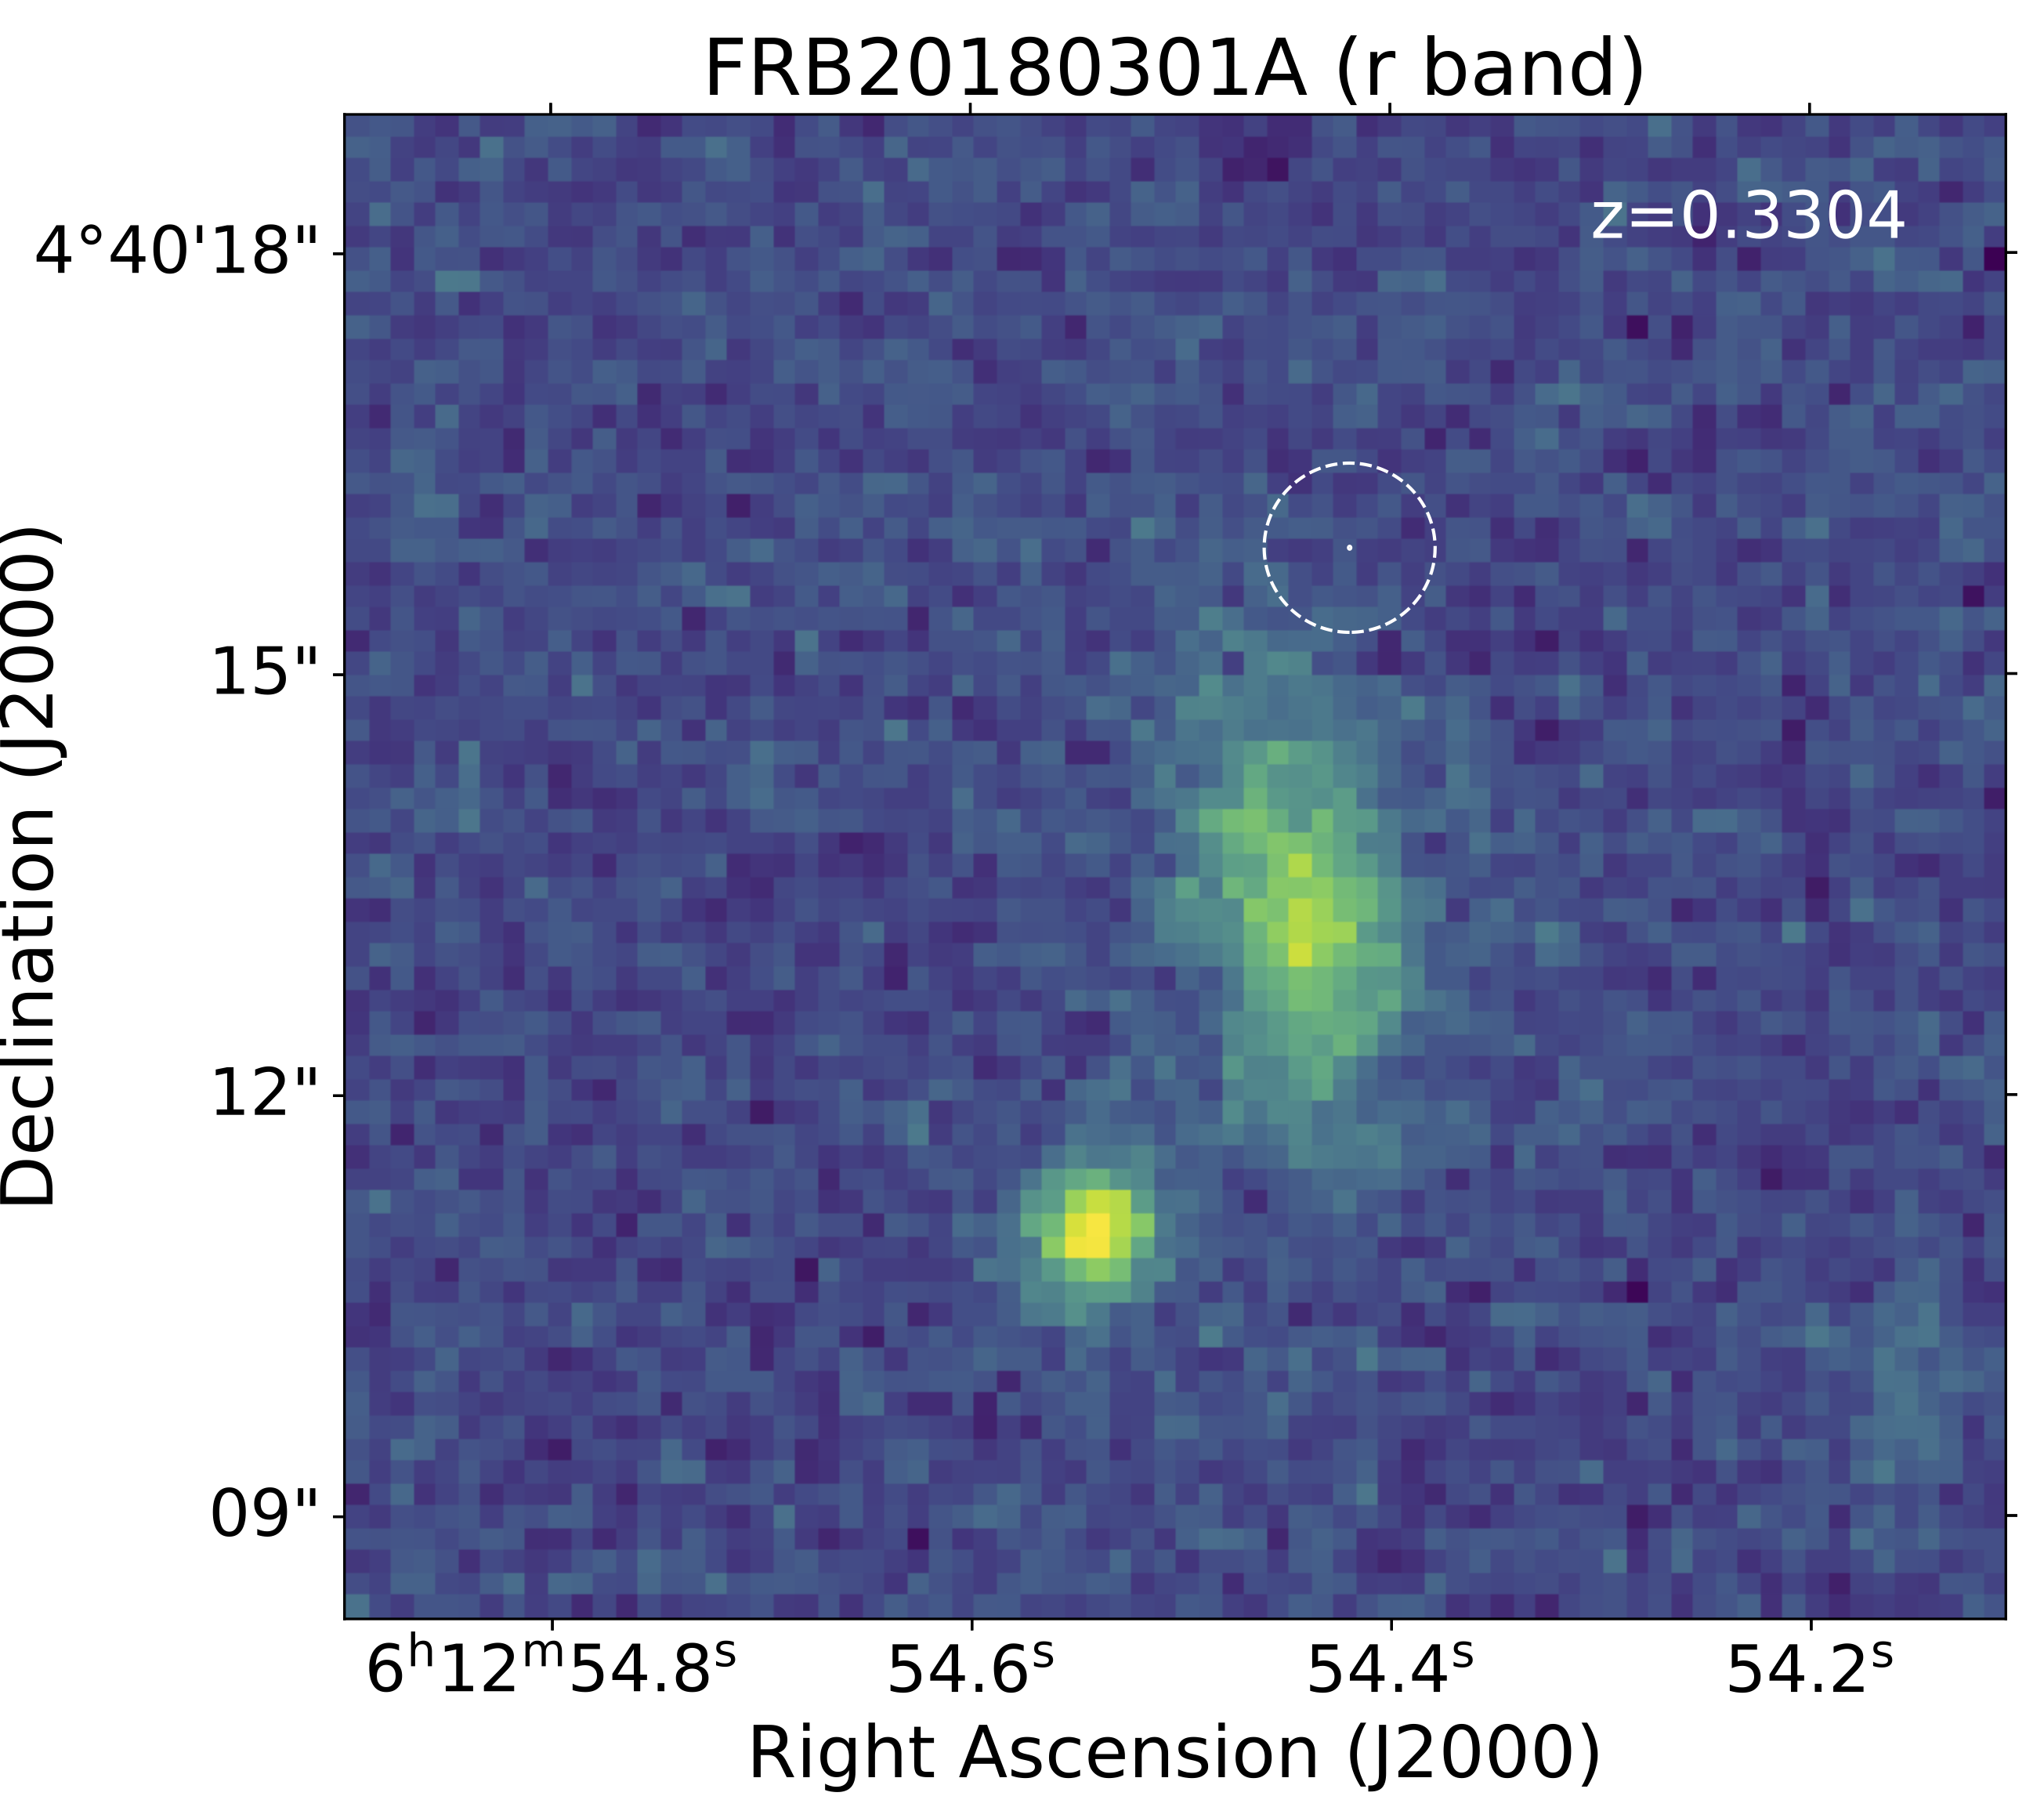 FRB20180301A (r band)
z=0.3304
4°40'18"
15"
12"
09"
Declination (J2000)
6ʰ12ᵐ54.8ˢ
54.6ˢ
54.4ˢ
54.2ˢ
Right Ascension (J2000)